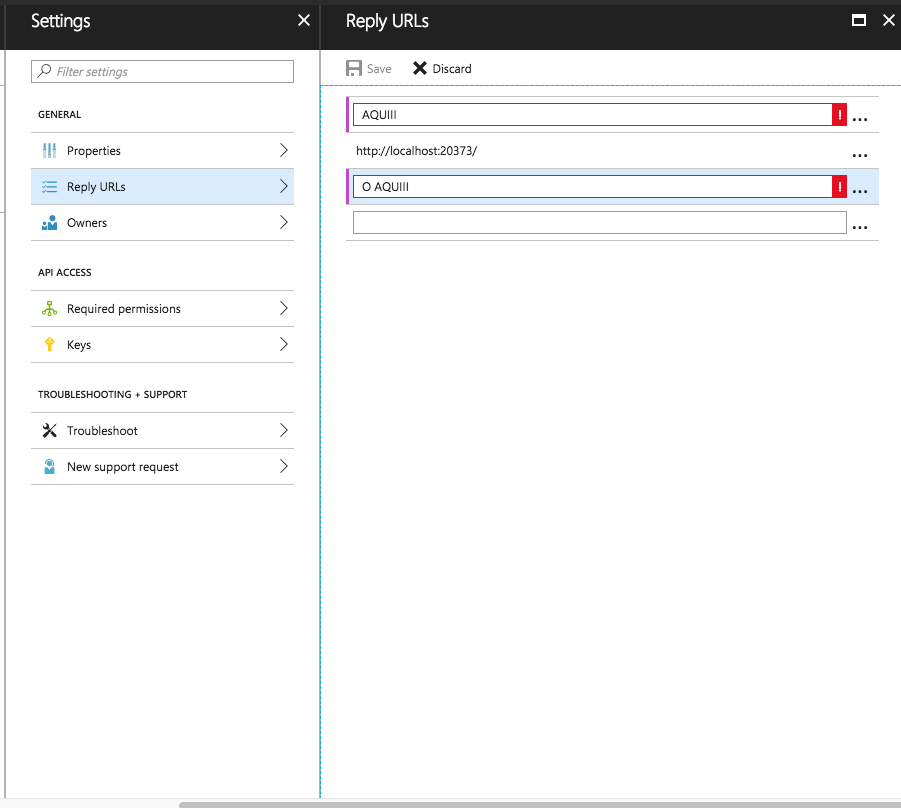 Settings
Filter settings
GENERAL
Properties
Reply URLs
Owners
API ACCESS
Required permissions
Keys
TROUBLESHOOTING + SUPPORT
Troubleshoot
New support request
Reply URLs
Save Discard
AQUIII
http://localhost:20373/
O AQUIII